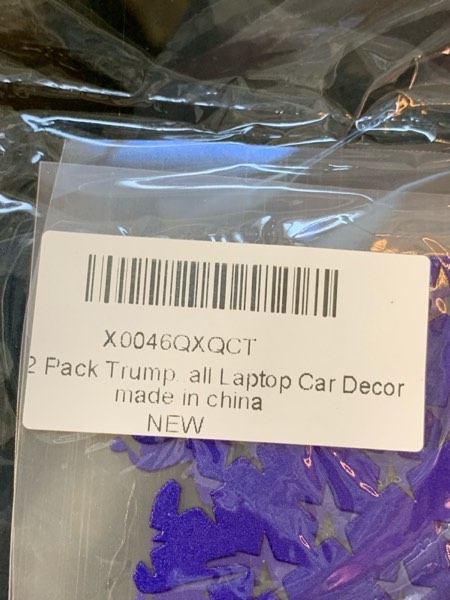 X0046QXQCT
2 Pack Trump all Laptop Car Decor
made in china
NEW